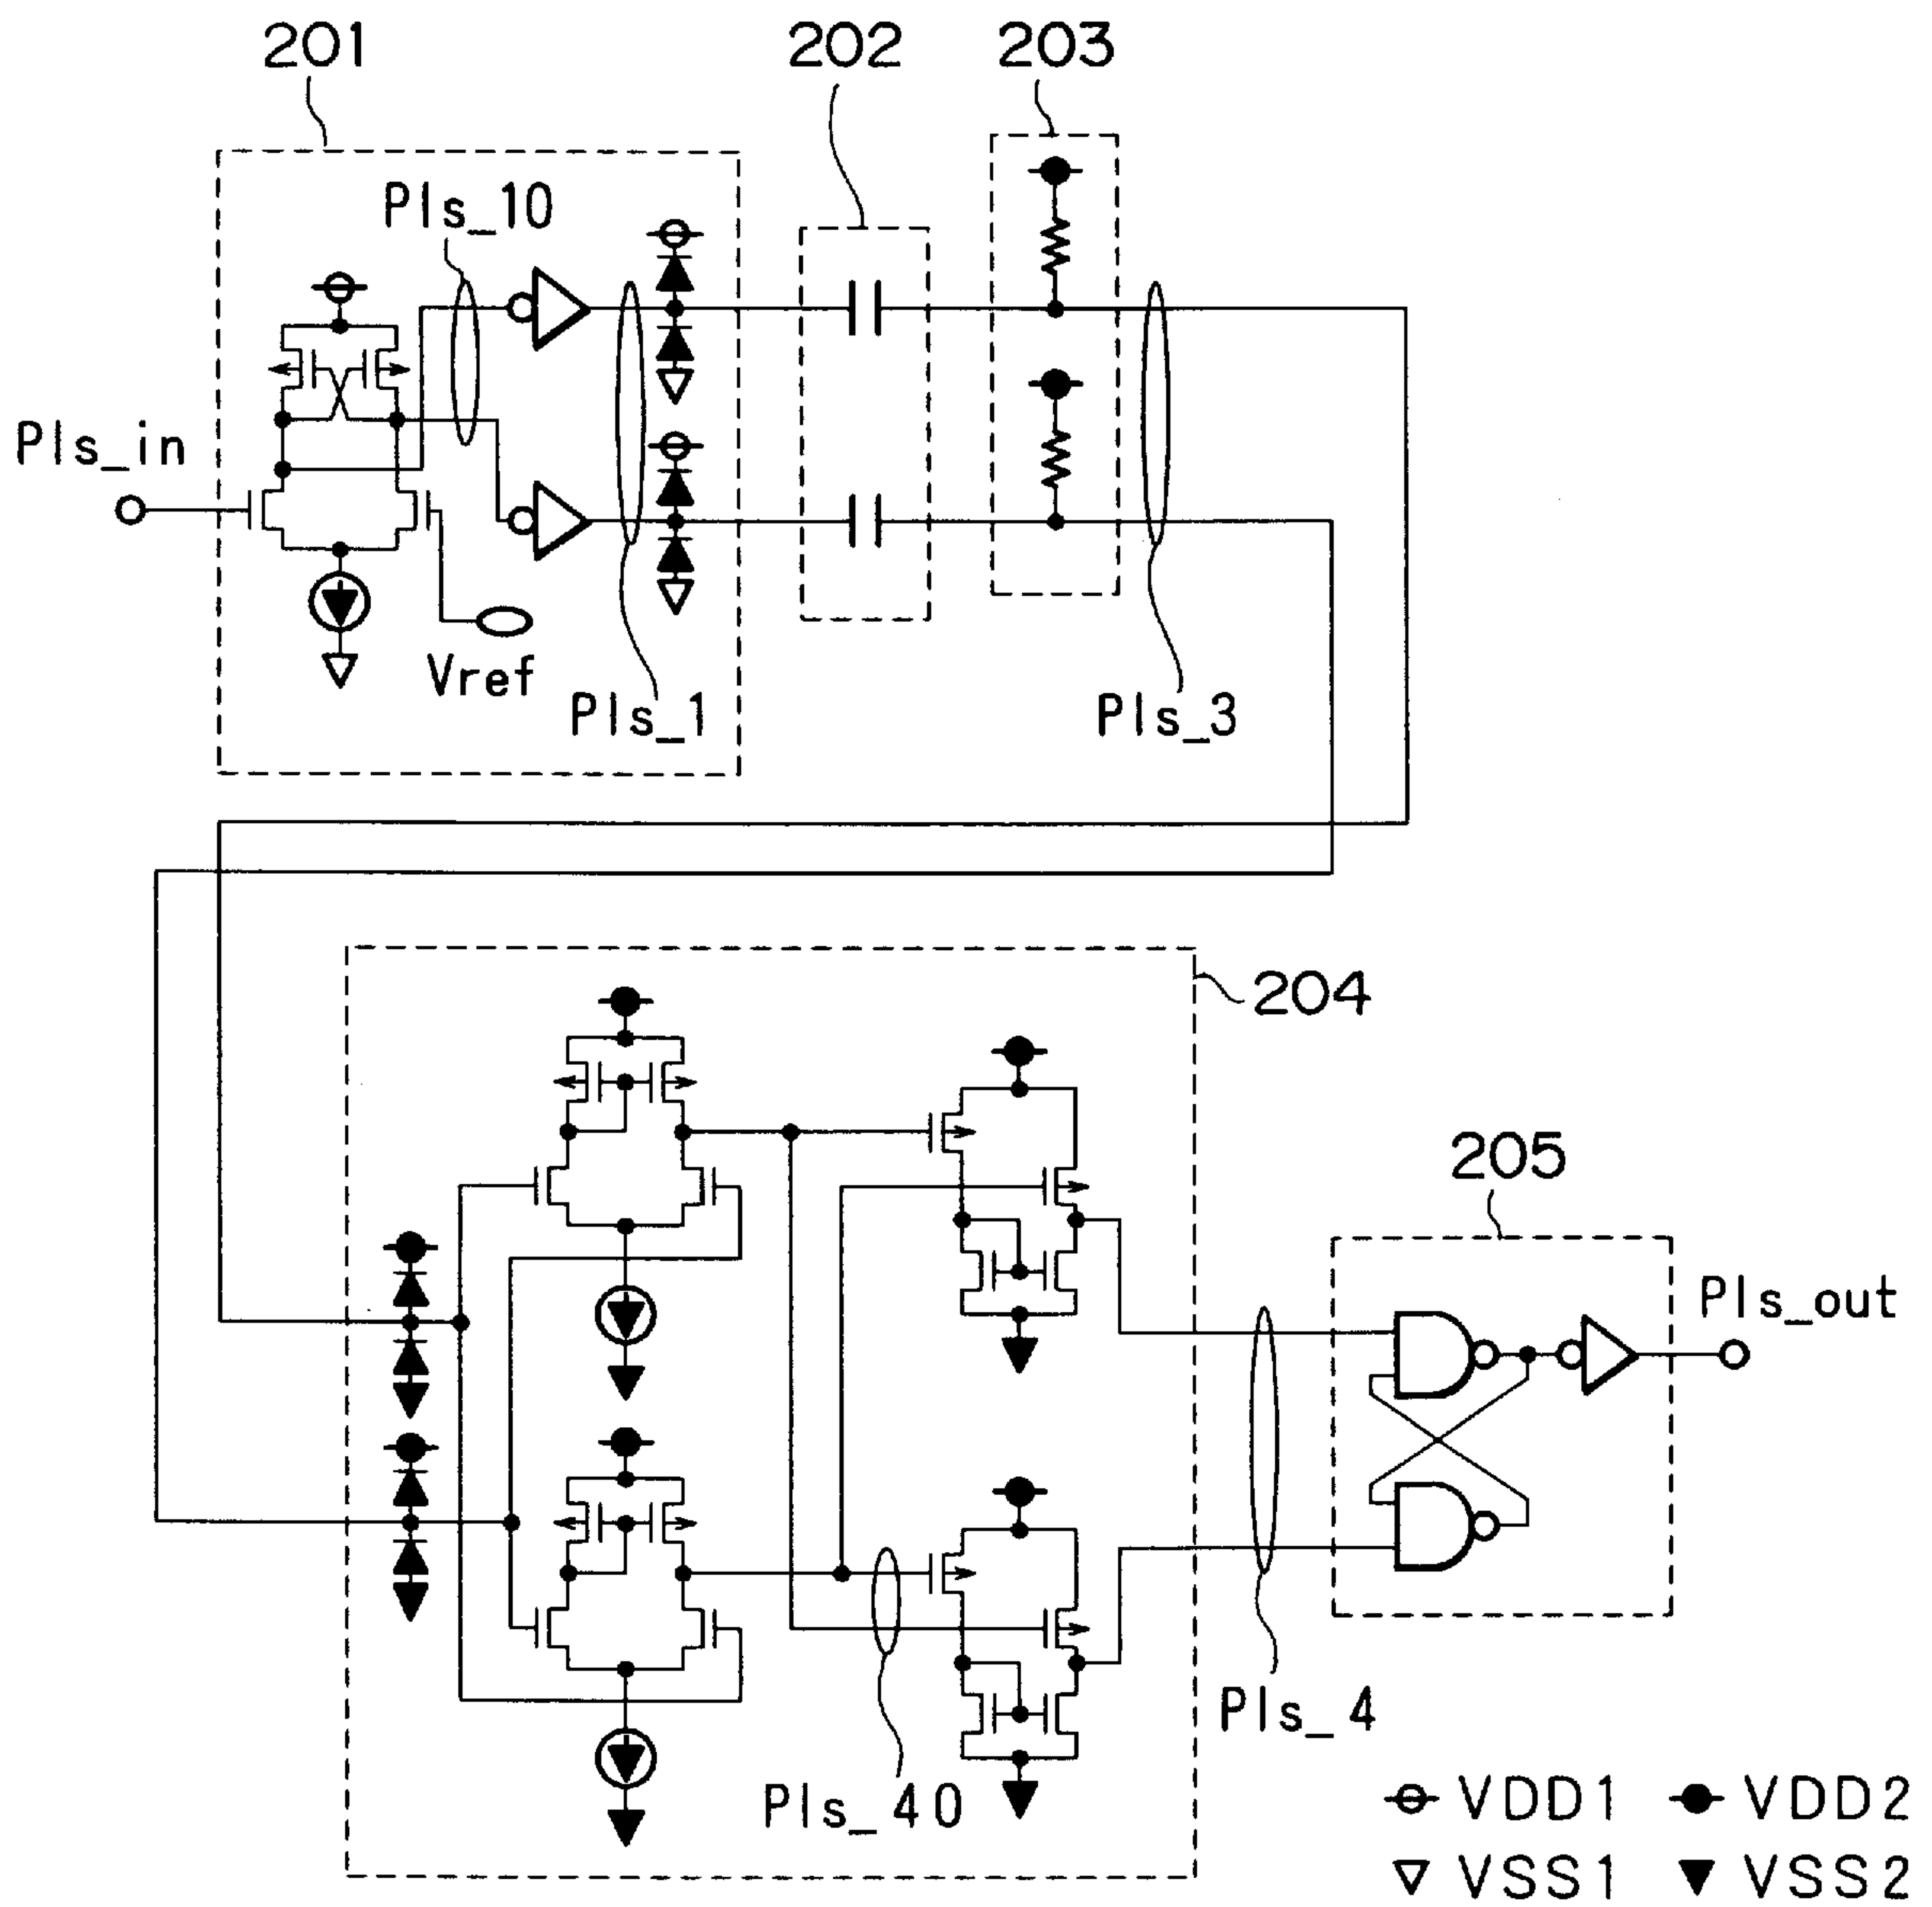 201
202
203
Pls_10
Pls_in
Vref
Pls_1
Pls_3
204
205
Pls_out
Pls_4
Pls_40
VDD1
VDD2
VSS1
VSS2